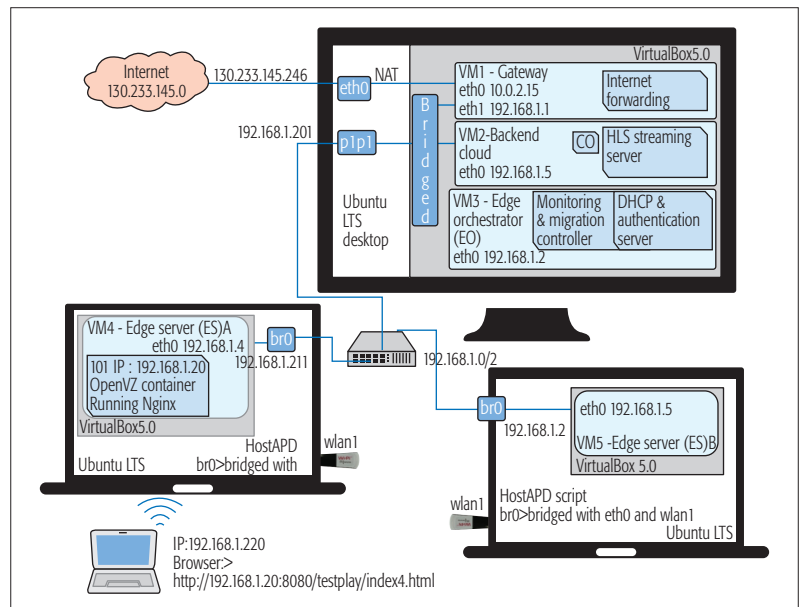 VirtualBox5.0
Internet
130.233.145.0
130.233.145.246
eth0
NAT
VM1 - Gateway
eth0 10.0.2.15
eth1 192.168.1.1
Internet
forwarding
192.168.1.201
p1p1
Bridged
VM2-Backend
cloud
eth0 192.168.1.5
CO
HLS streaming
server
Ubuntu
LTS
desktop
VM3 - Edge
orchestrator
(EO)
eth0 192.168.1.2
Monitoring
& migration
controller
DHCP &
authentication
server
VM4 - Edge server (ES)A
eth0 192.168.1.4
101 IP : 192.168.1.20
OpenVZ container
Running Nginx
VirtualBox5.0
br0
192.168.1.211
192.168.1.0/2
HostAPD
br0>bridged with
Ubuntu LTS
wlan1
br0
192.168.1.2
eth0 192.168.1.5
VM5 -Edge server (ES)B
VirtualBox 5.0
wlan1
HostAPD script
br0>bridged with eth0 and wlan1
Ubuntu LTS
IP:192.168.1.220
Browser:>
http://192.168.1.20:8080/testplay/index4.html